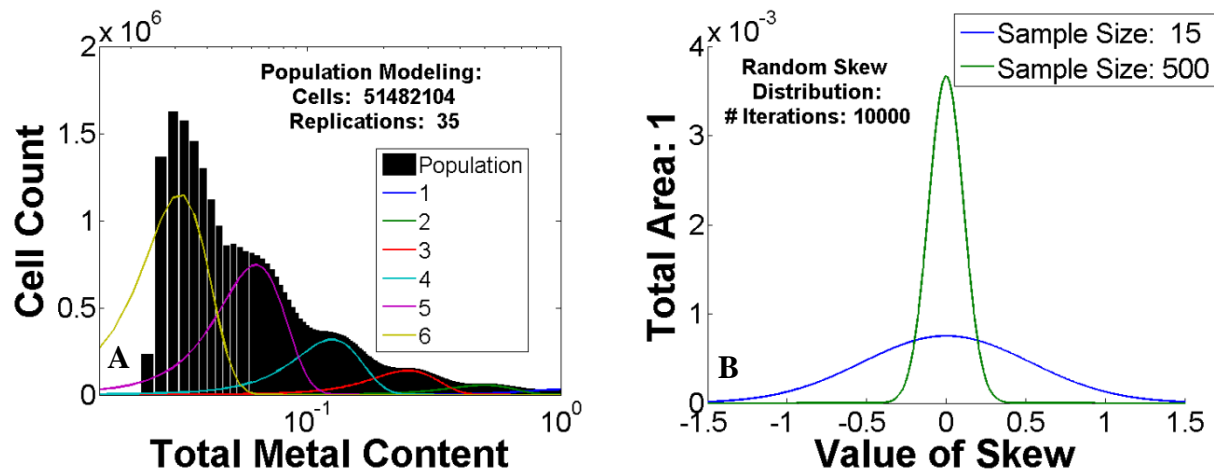 x 10^6
2
1.5
1
0.5
0
Cell Count
Population Modeling:
Cells: 51482104
Replications: 35
Population
1
2
3
4
5
6
A
10^-1
10^0
Total Metal Content
x 10^-3
4
3
2
1
0
Total Area: 1
Sample Size: 15
Sample Size: 500
Random Skew
Distribution:
# Iterations: 10000
B
-1.5
-1
-0.5
0
0.5
1
1.5
Value of Skew